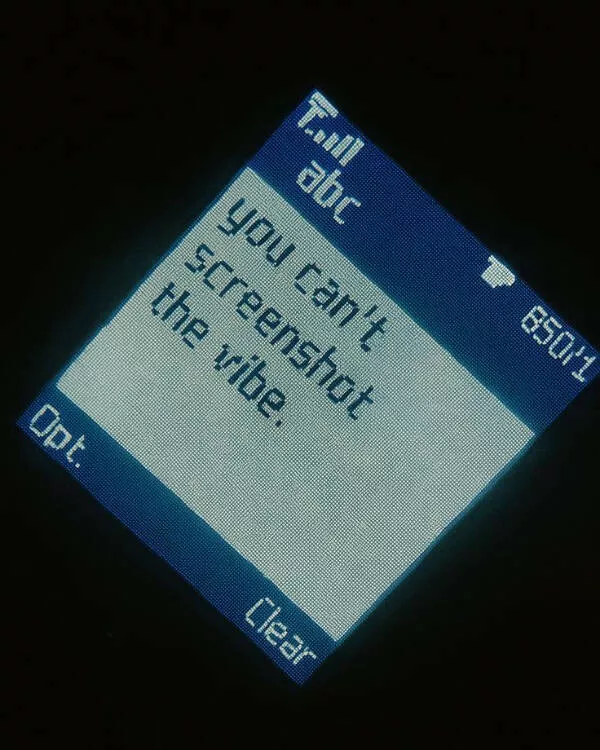 abc
650/1
you can't
screenshot
the vibe.
Opt.
Clear